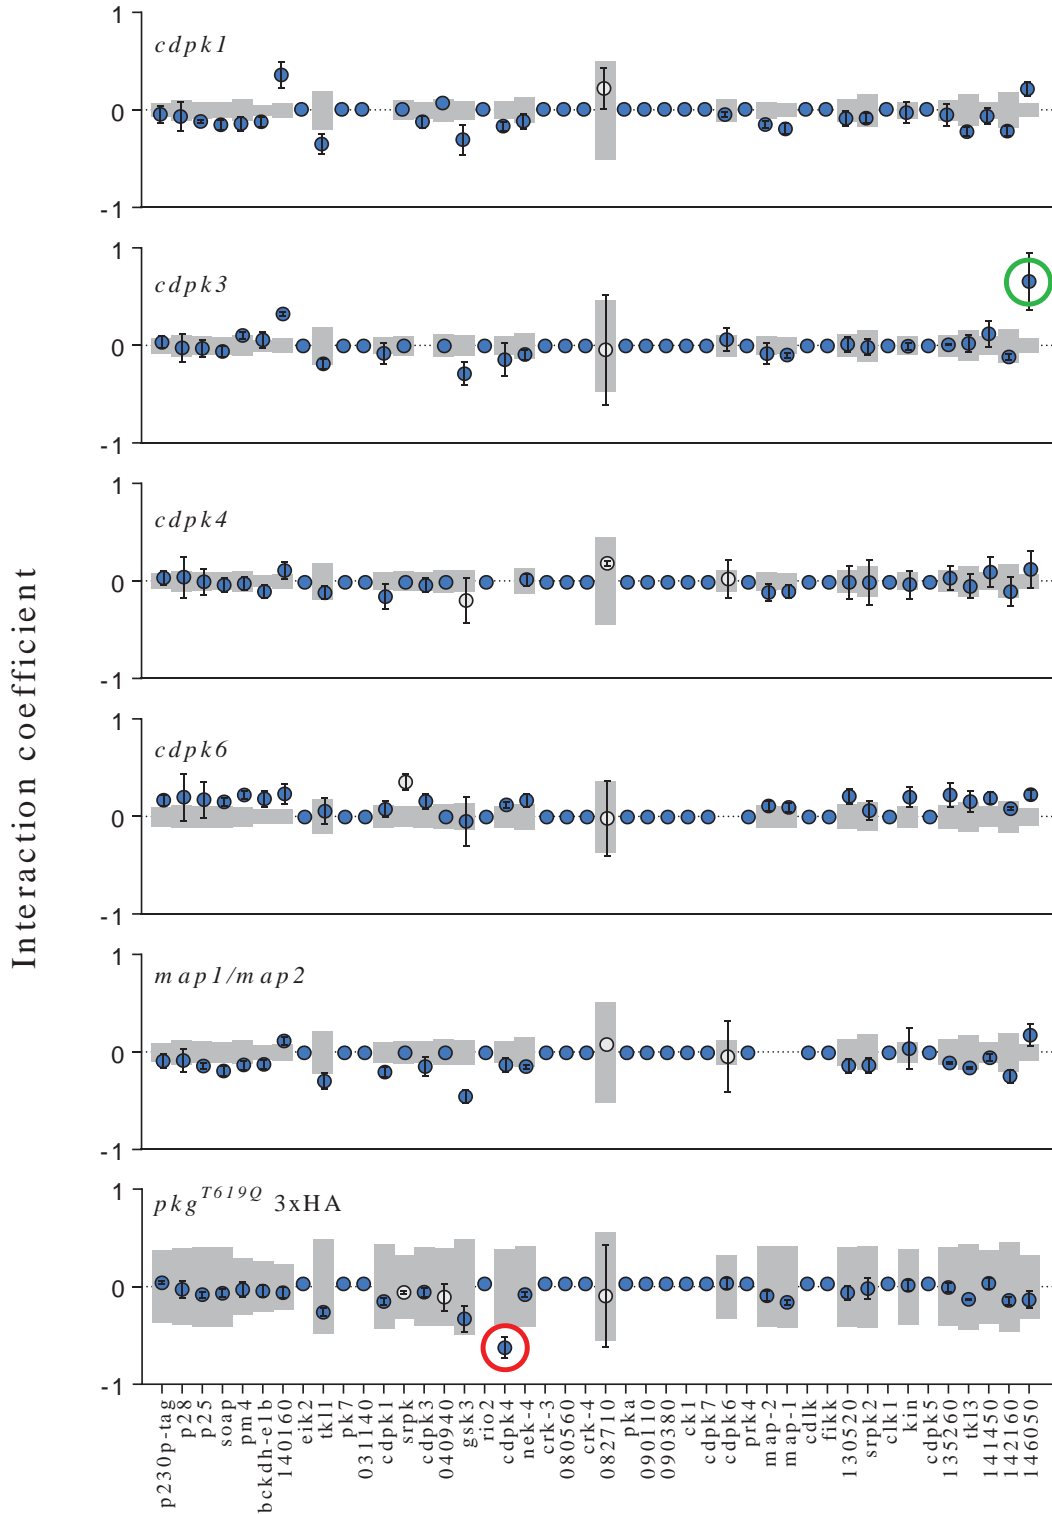 Interaction coefficient
1
cdpk1
0
-1
1
cdpk3
0
-1
1
cdpk4
0
-1
1
cdpk6
0
-1
1
map1/map2
0
-1
1
pkg^T619Q 3xHA
0
-1
p230p-tag
p28
p25
soap
pm4
bckdh-e1b
140160
eik2
tkl1
pk7
031140
cdpk1
srpk
cdpk3
040940
gsk3
rio2
cdpk4
nek-4
crk-3
080560
crk-4
082710
pka
090110
090380
ck1
cdpk7
cdpk6
prk4
map-2
map-1
cdlk
fikk
130520
srpk2
clk1
kin
cdpk5
135260
tkl3
141450
142160
146050